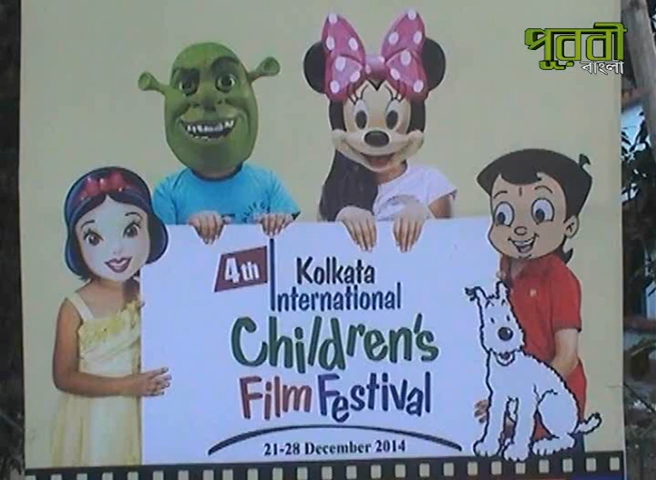 পূরবী
বাংলা
4th
Kolkata
International
Children's
Film Festival
21-28 December 2014